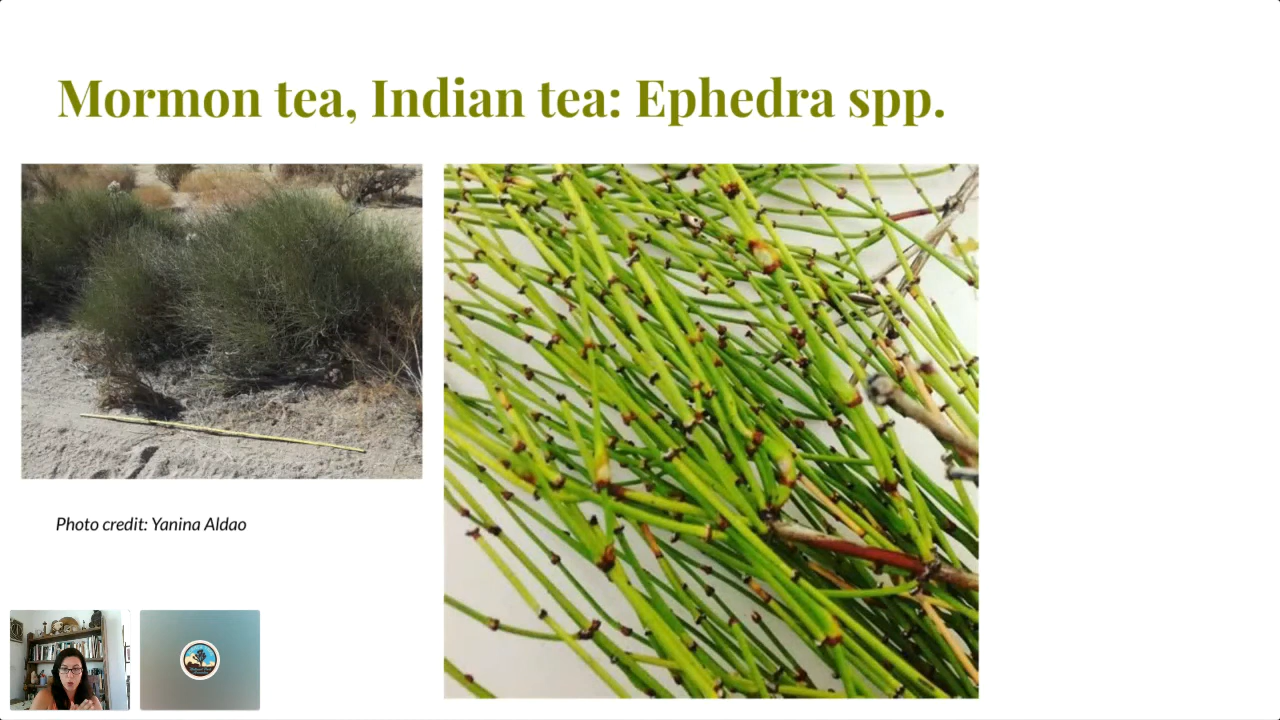 Mormon tea, Indian tea: Ephedra spp.
Photo credit: Yanina Aldao